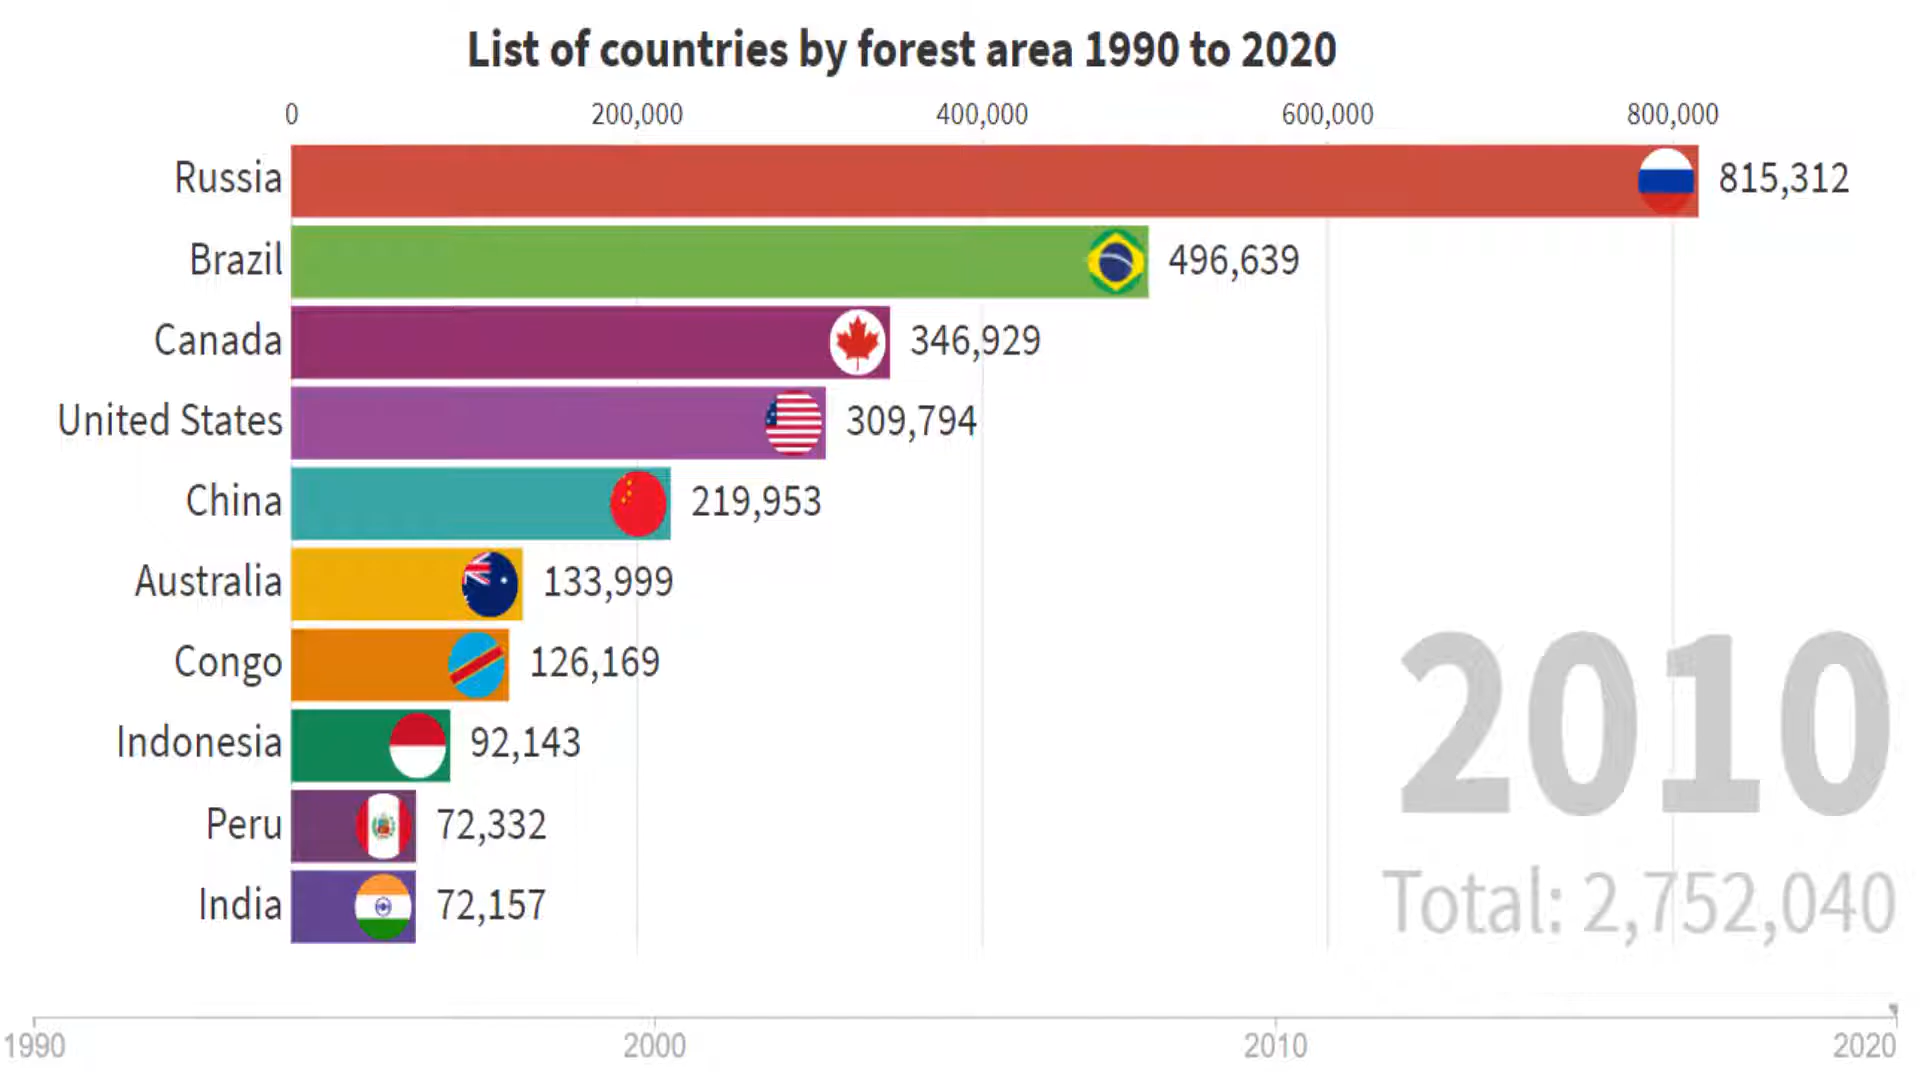 List of countries by forest area 1990 to 2020
0 200,000 400,000 600,000 800,000
Russia 815,312
Brazil 496,639
Canada 346,929
United States 309,794
China 219,953
Australia 133,999
Congo 126,169
Indonesia 92,143
Peru 72,332
India 72,157
2010
Total: 2,752,040
1990 2000 2010 2020